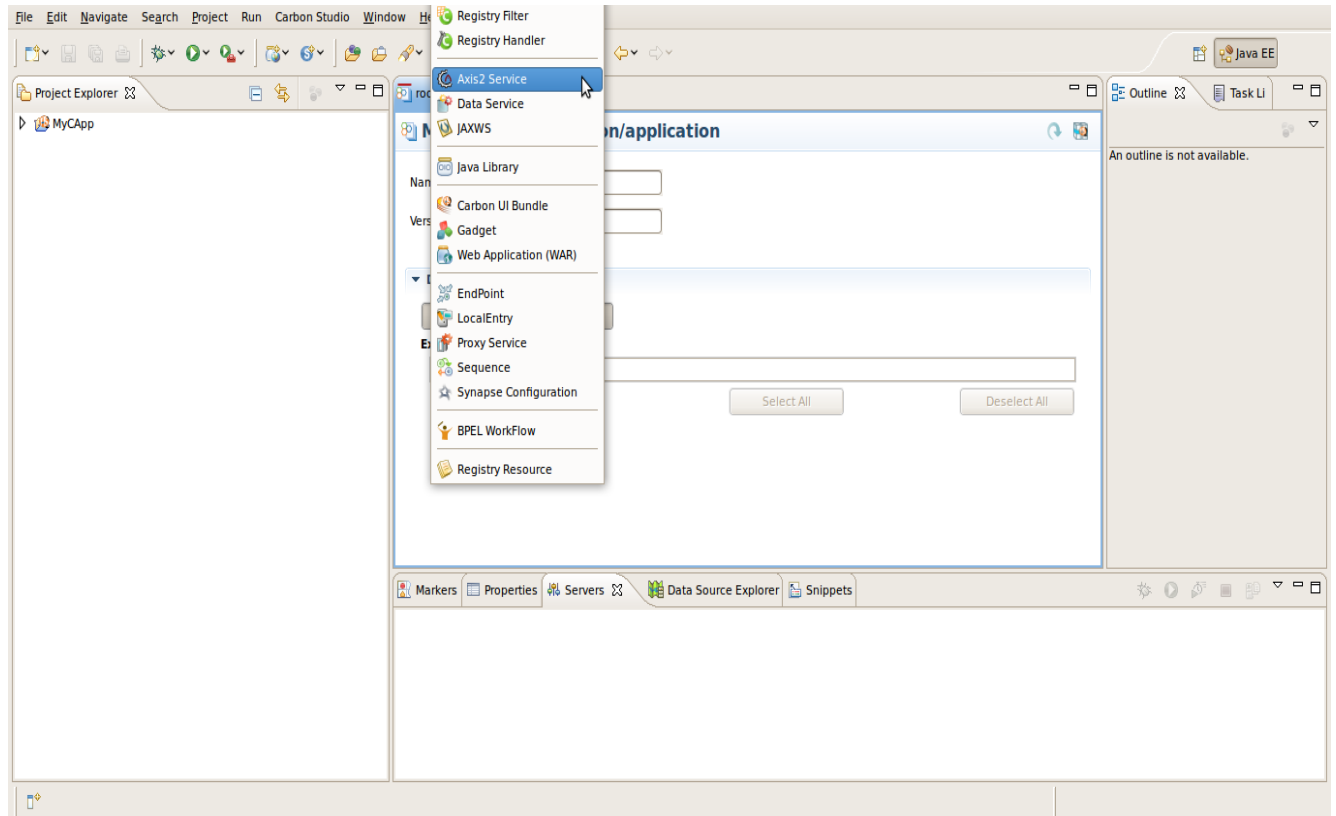 File Edit Navigate Search Project Run Carbon Studio Window
Registry Filter
Registry Handler
Java EE
Project Explorer
Outline
Task Li
Axis2 Service
Data Service
MyCApp
JAXWS
on/application
An outline is not available.
Java Library
Carbon UI Bundle
Gadget
Web Application (WAR)
EndPoint
LocalEntry
Proxy Service
Sequence
Synapse Configuration
Select All
Deselect All
BPEL WorkFlow
Registry Resource
Markers
Properties
Servers
Data Source Explorer
Snippets